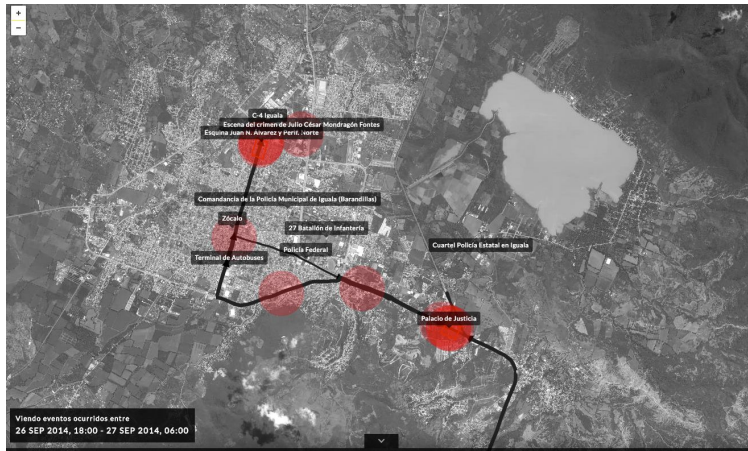 +
−
C-4 Iguala
Escena del crimen de Julio César Mondragón Fontes
Esquina Juan N. Álvarez y Perif. Norte
Comandancia de la Policía Municipal de Iguala (Barandillas)
Zócalo
27 Batallón de Infantería
Policía Federal
Cuartel Policía Estatal en Iguala
Terminal de Autobuses
Palacio de Justicia
Viendo eventos ocurridos entre
26 SEP 2014, 18:00 - 27 SEP 2014, 06:00